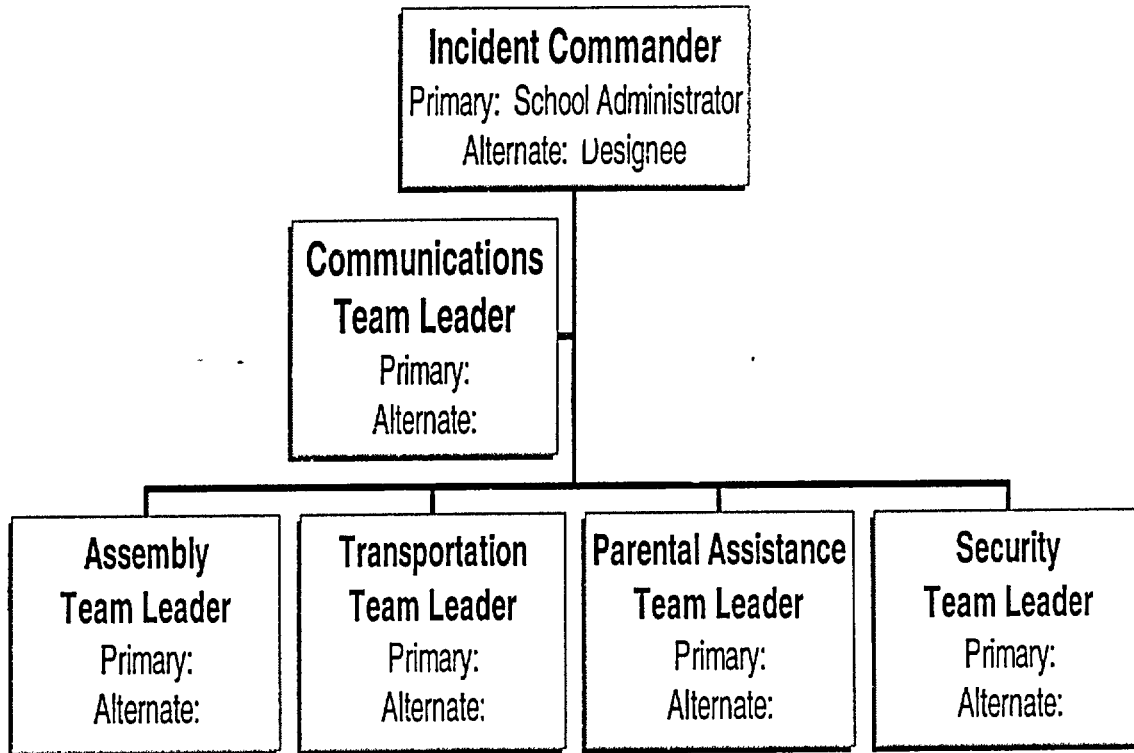 Incident Commander
Primary: School Administrator
Alternate: Designee
Communications
Team Leader
Primary:
Alternate:
Assembly
Team Leader
Primary:
Alternate:
Transportation
Team Leader
Primary:
Alternate:
Parental Assistance
Team Leader
Primary:
Alternate:
Security
Team Leader
Primary:
Alternate: